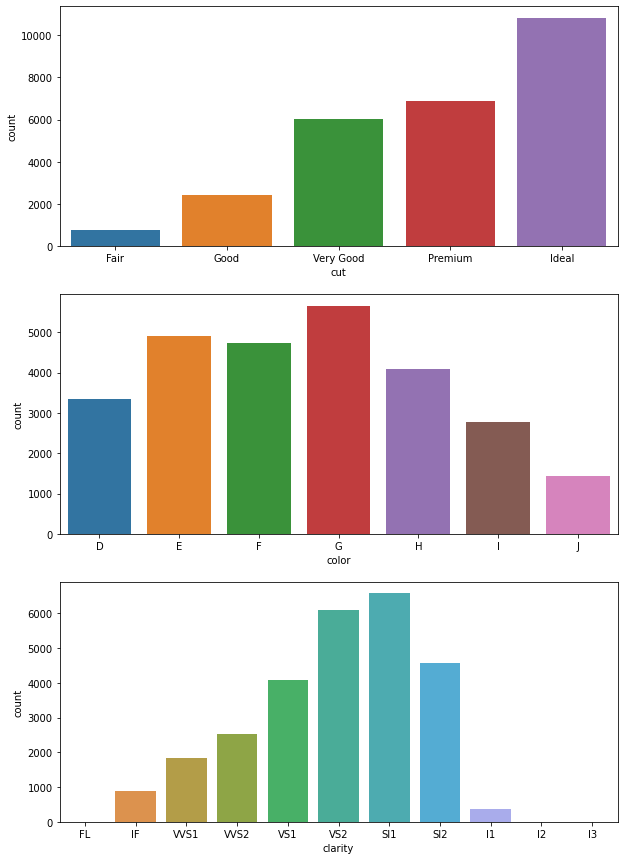 10000
8000
6000
4000
2000
0
count
Fair Good Very Good Premium Ideal
cut
5000
4000
3000
2000
1000
0
count
D E F G H I J
color
6000
5000
4000
3000
2000
1000
0
count
FL IF VVS1 VVS2 VS1 VS2 SI1 SI2 I1 I2 I3
clarity